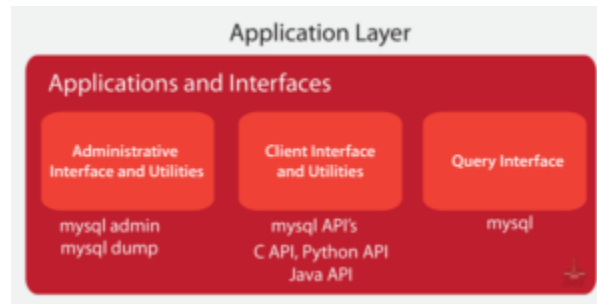 Application Layer
Applications and Interfaces
Administrative
Interface and Utilities
Client Interface
and Utilities
Query Interface
mysql admin
mysql dump
mysql API's
C API, Python API
Java API
mysql